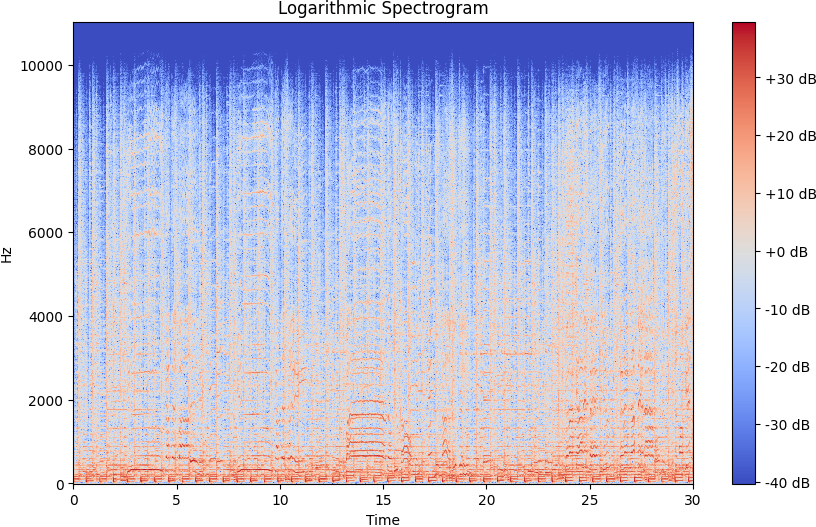 Logarithmic Spectrogram
Hz
10000
8000
6000
4000
2000
0
0 5 10 15 20 25 30
Time
+30 dB
+20 dB
+10 dB
+0 dB
-10 dB
-20 dB
-30 dB
-40 dB